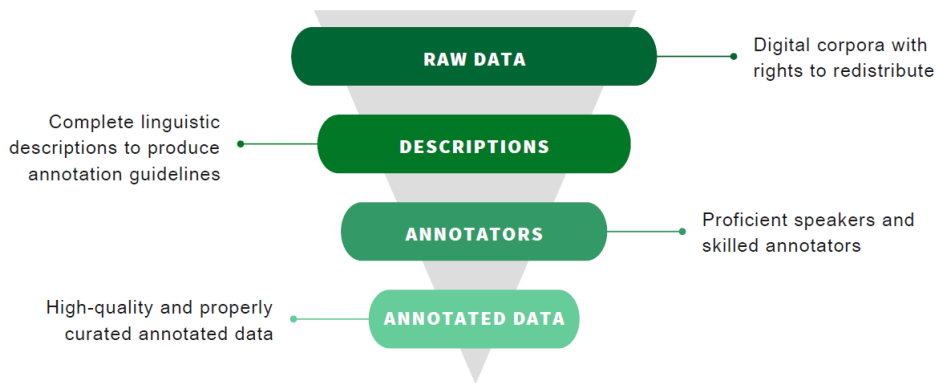 RAW DATA
Digital corpora with
rights to redistribute
Complete linguistic
descriptions to produce
annotation guidelines
DESCRIPTIONS
ANNOTATORS
Proficient speakers and
skilled annotators
High-quality and properly
curated annotated data
ANNOTATED DATA